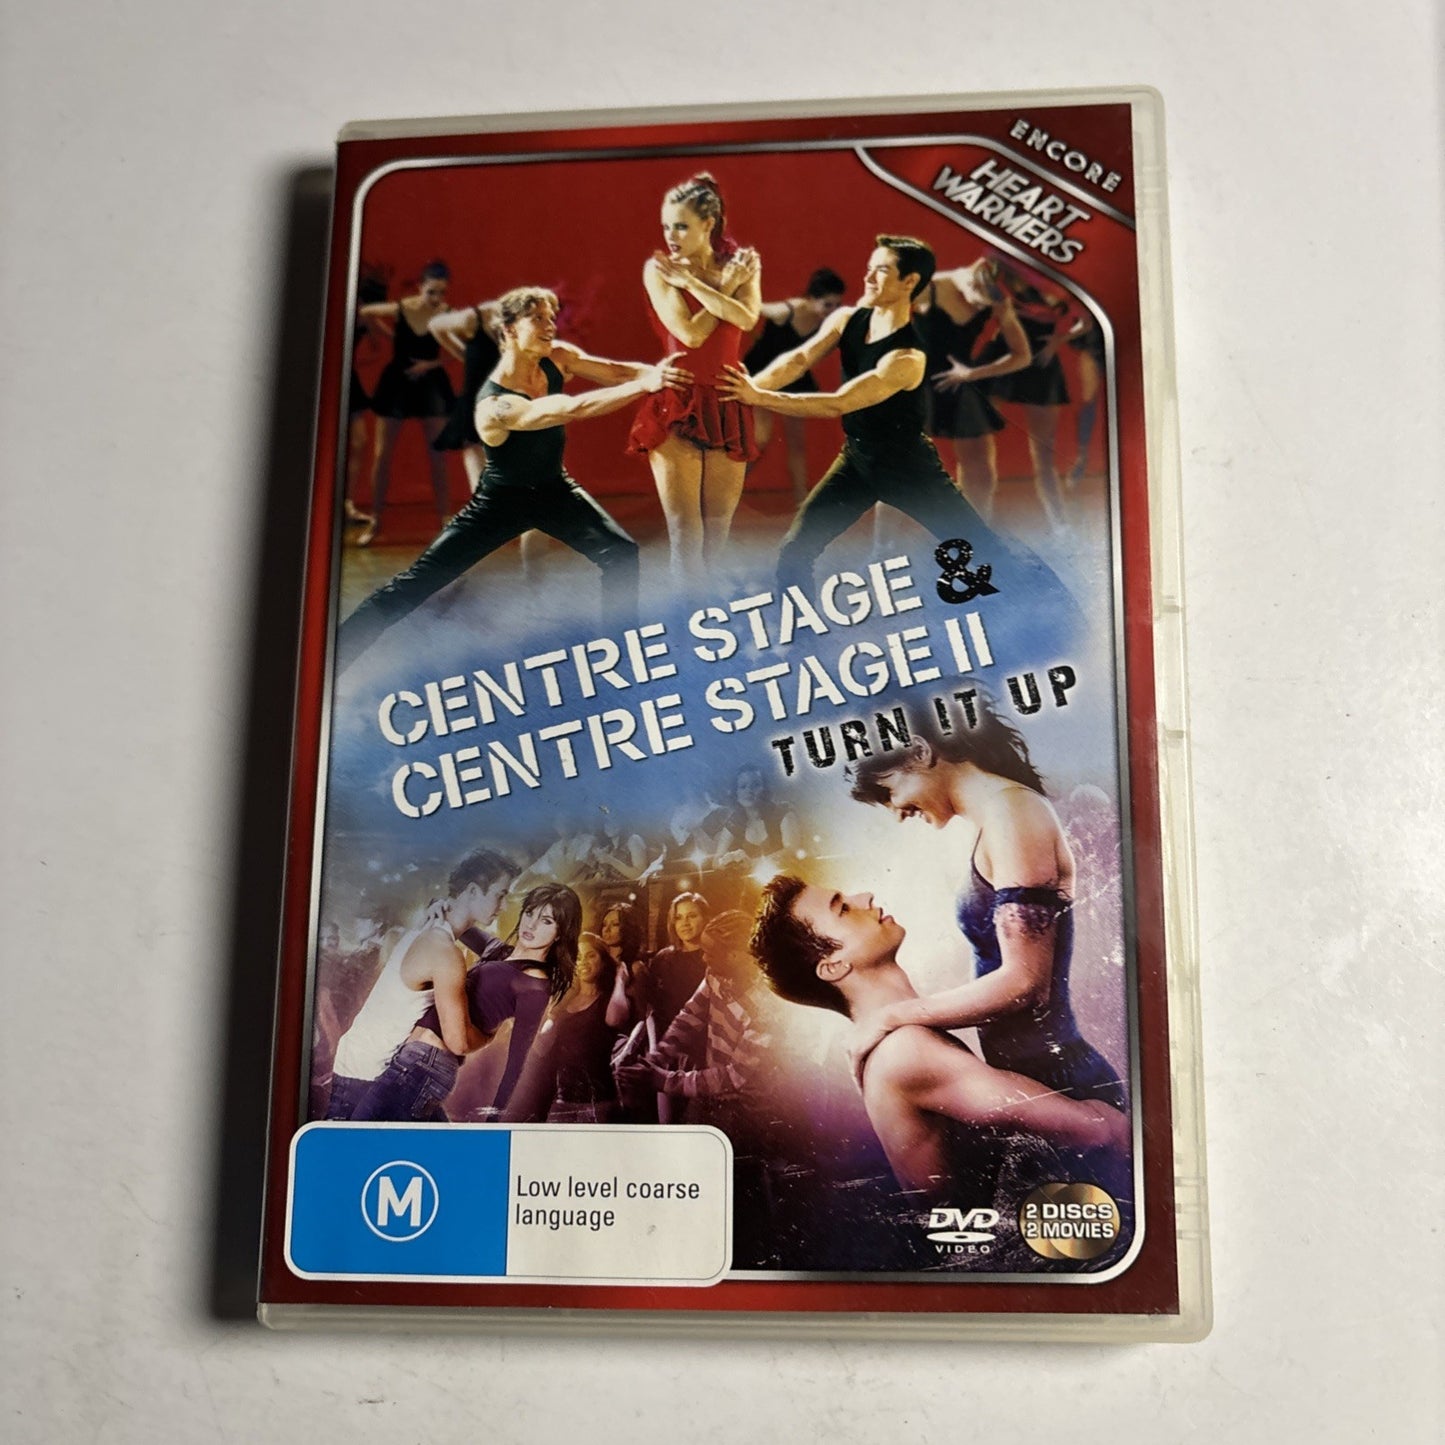 ENCORE
HEART
WARMERS
CENTRE STAGE &
CENTRE STAGE II
TURN IT UP
M
Low level coarse
language
DVD
VIDEO
2 DISCS
2 MOVIES